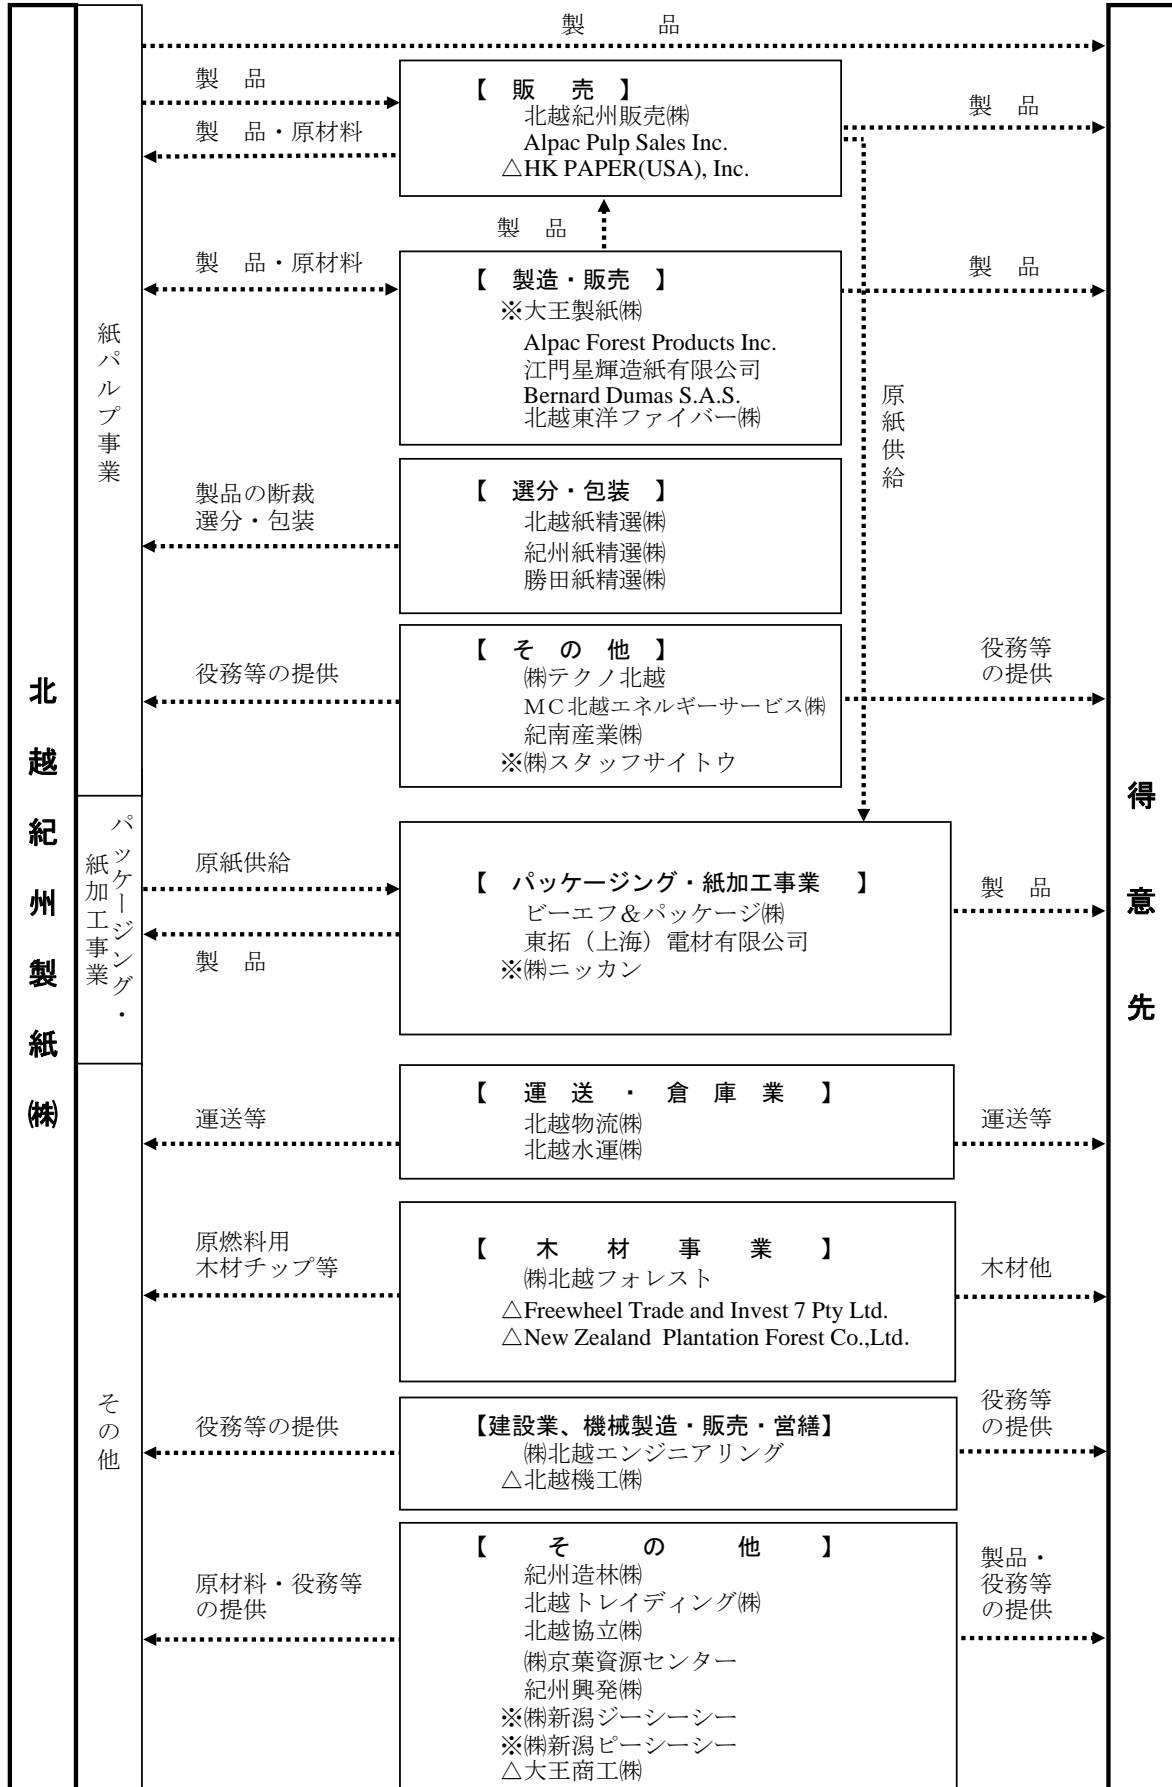 北越紀州製紙㈱
紙パルプ事業
製　　品
製　品
製　品・原材料
【　販　売　】
北越紀州販売㈱
Alpac Pulp Sales Inc.
△HK PAPER(USA), Inc.
製　品
製　品
製　品・原材料
【　製造・販売　】
※大王製紙㈱
Alpac Forest Products Inc.
江門星輝造紙有限公司
Bernard Dumas S.A.S.
北越東洋ファイバー㈱
製　品
原紙供給
製品の断裁
選分・包装
【　選分・包装　】
北越紙精選㈱
紀州紙精選㈱
勝田紙精選㈱
役務等の提供
【　そ　の　他　】
㈱テクノ北越
ＭＣ北越エネルギーサービス㈱
紀南産業㈱
※㈱スタッフサイトウ
役務等
の提供
パッケージング・
紙加工事業
原紙供給
製　品
【　パッケージング・紙加工事業　】
ビーエフ＆パッケージ㈱
東拓（上海）電材有限公司
※㈱ニッカン
製　品
その他
運送等
【　運　送　・　倉　庫　業　】
北越物流㈱
北越水運㈱
運送等
原燃料用
木材チップ等
【　木　材　事　業　】
㈱北越フォレスト
△Freewheel Trade and Invest 7 Pty Ltd.
△New Zealand Plantation Forest Co.,Ltd.
木材他
役務等の提供
【建設業、機械製造・販売・営繕】
㈱北越エンジニアリング
△北越機工㈱
役務等
の提供
原材料・役務等
の提供
【　そ　の　他　】
紀州造林㈱
北越トレイディング㈱
北越協立㈱
㈱京葉資源センター
紀州興発㈱
※㈱新潟ジーシーシー
※㈱新潟ピーシーシー
△大王商工㈱
製品・
役務等
の提供
得意先